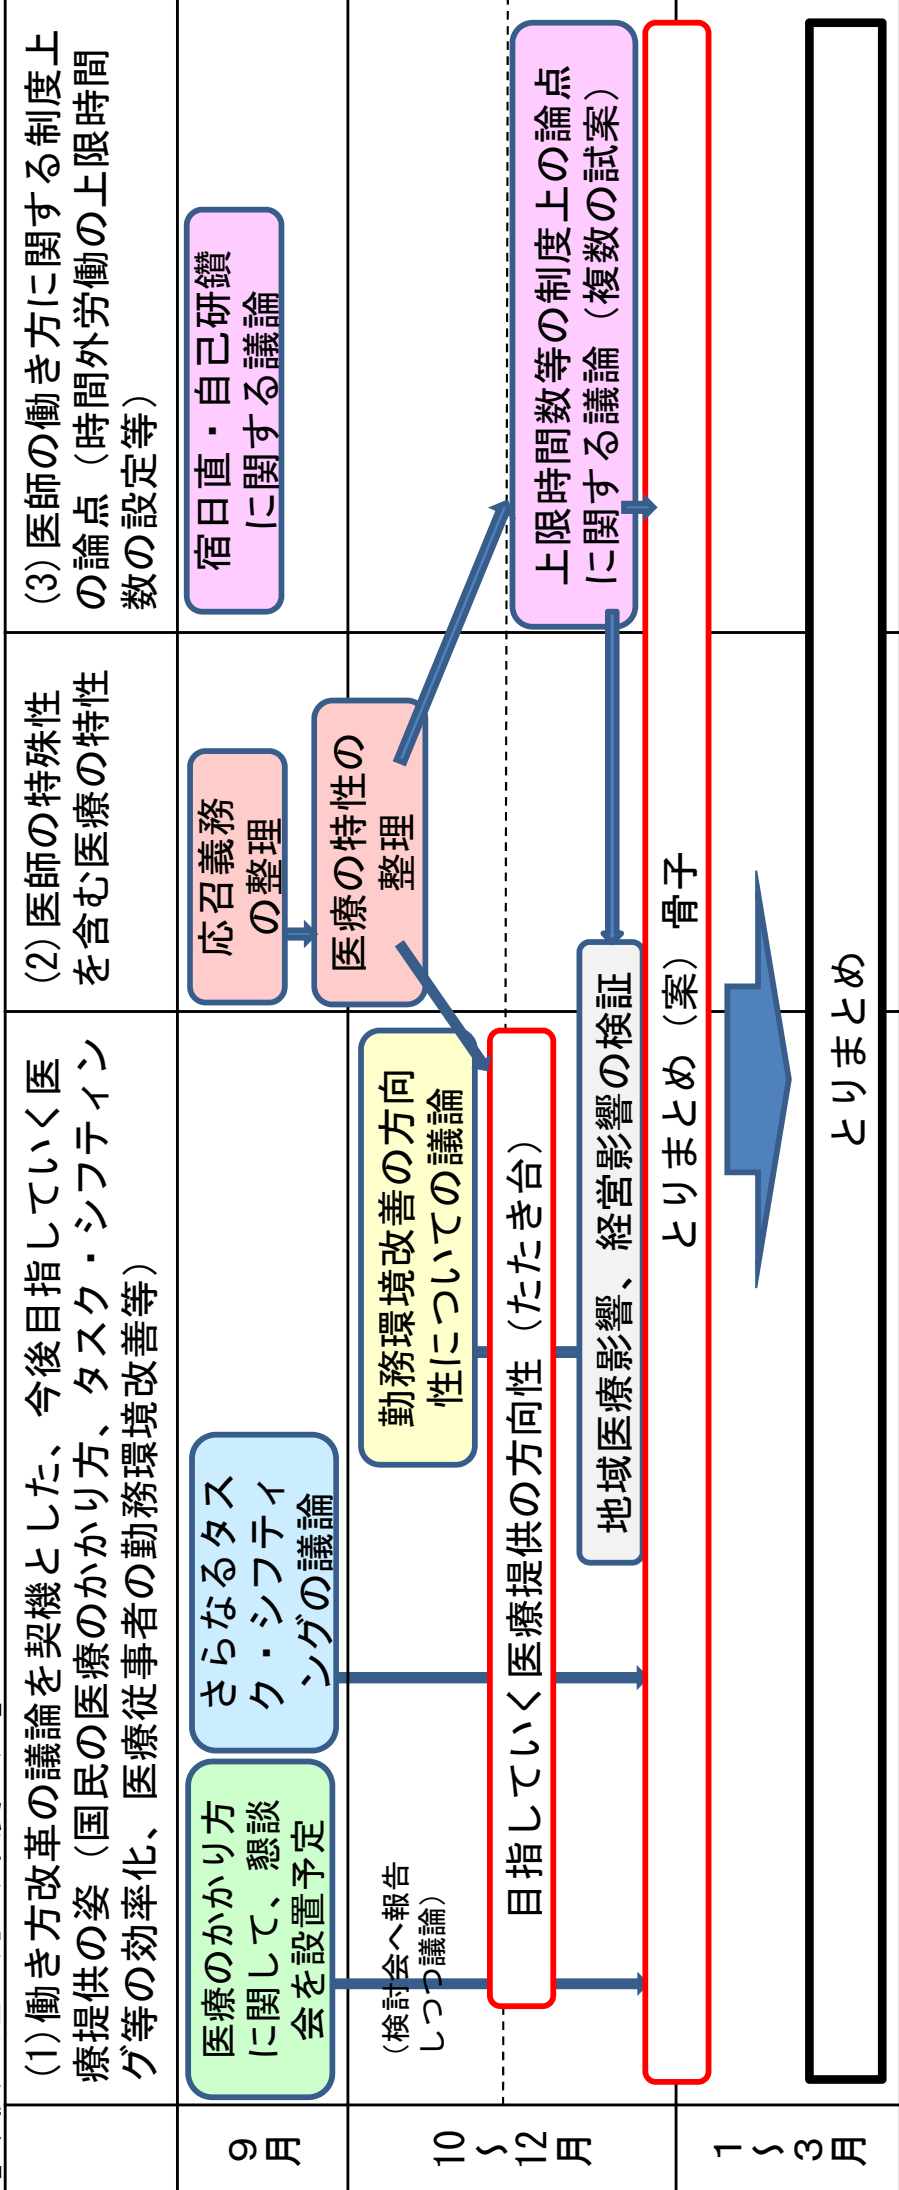 (1)働き方改革の議論を契機とした、今後目指していく医
療提供の姿（国民の医療のかかり方、タスク・シフティン
グ等の効率化、医療従事者の勤務環境改善等）
(2)医師の特殊性
を含む医療の特性
(3)医師の働き方に関する制度上
の論点（時間外労働の上限時間
数の設定等）
9月
医療のかかり方
に関して、懇談
会を設置予定
さらなるタス
ク・シフティ
ングの議論
応召義務
の整理
宿日直・自己研鑽
に関する議論
10～12月
（検討会へ報告
しつつ議論）
勤務環境改善の方向
性についての議論
医療の特性の
整理
目指していく医療提供の方向性（たたき台）
上限時間数等の制度上の論点
に関する議論（複数の試案）
地域医療影響、経営影響の検証
とりまとめ（案）骨子
1～3月
とりまとめ